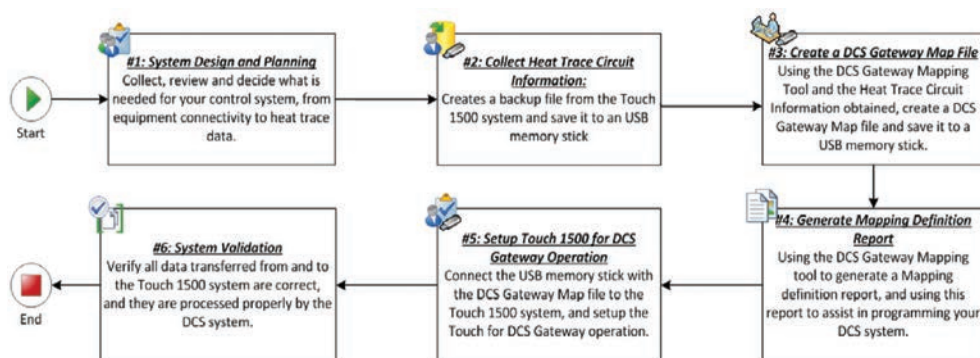 #1: System Design and Planning
Collect, review and decide what is
needed for your control system, from
equipment connectivity to heat trace
data.
#2: Collect Heat Trace Circuit
Information:
Creates a backup file from the Touch
1500 system and save it to an USB
memory stick
#3: Create a DCS Gateway Map File
Using the DCS Gateway Mapping
Tool and the Heat Trace Circuit
Information obtained, create a DCS
Gateway Map file and save it to a
USB memory stick.
Start
#4: Generate Mapping Definition
Report
Using the DCS Gateway Mapping
tool to generate a Mapping
definition report, and using this
report to assist in programming your
DCS system.
#5: Setup Touch 1500 for DCS
Gateway Operation
Connect the USB memory stick with
the DCS Gateway Map file to the
Touch 1500 system, and setup the
Touch for DCS Gateway operation.
#6: System Validation
Verify all data transferred from and to
the Touch 1500 system are correct,
and they are processed properly by
the DCS system.
End